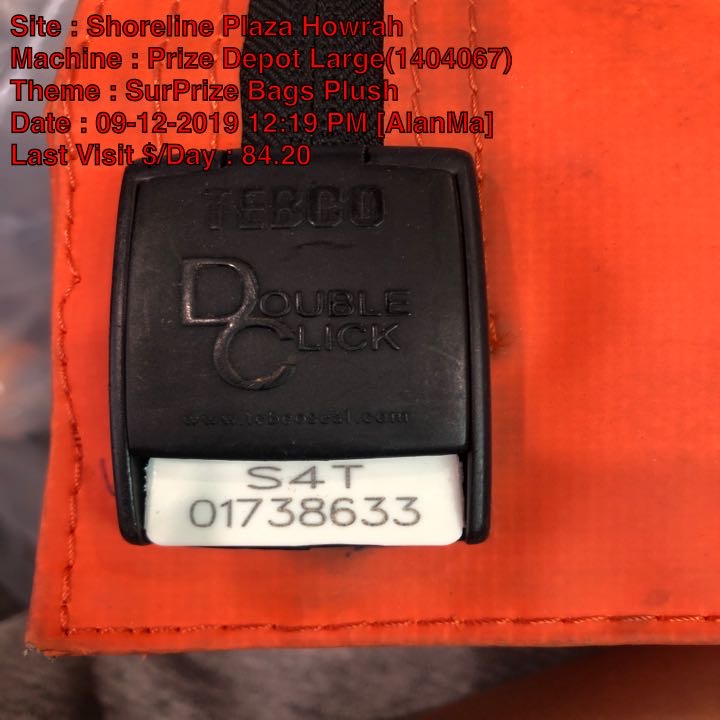 Site : Shoreline Plaza Howrah
Machine : Prize Depot Large(1404067)
Theme : SurPrize Bags Plush
Date : 09-12-2019 12:19 PM [AlanMa]
Last Visit $/Day : 84.20
TEBCO
DOUBLE
CLICK
www.tebcoseal.com
S4T
01738633